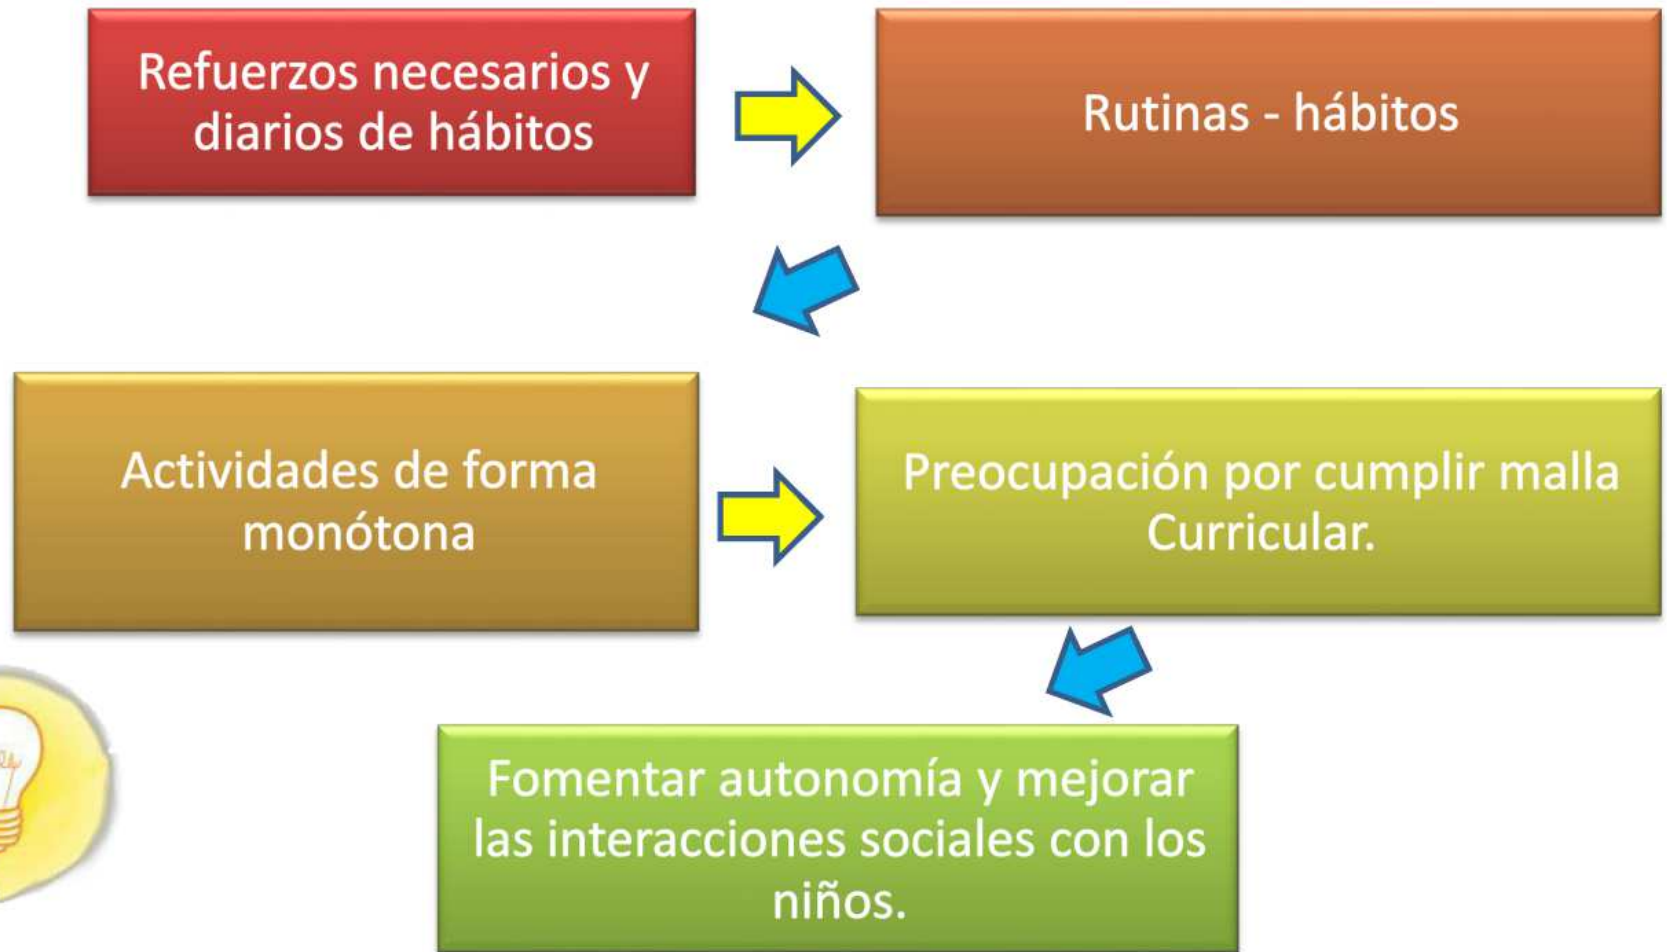 Refuerzos necesarios y
diarios de hábitos
Rutinas - hábitos
Actividades de forma
monótona
Preocupación por cumplir malla
Curricular.
Fomentar autonomía y mejorar
las interacciones sociales con los
niños.